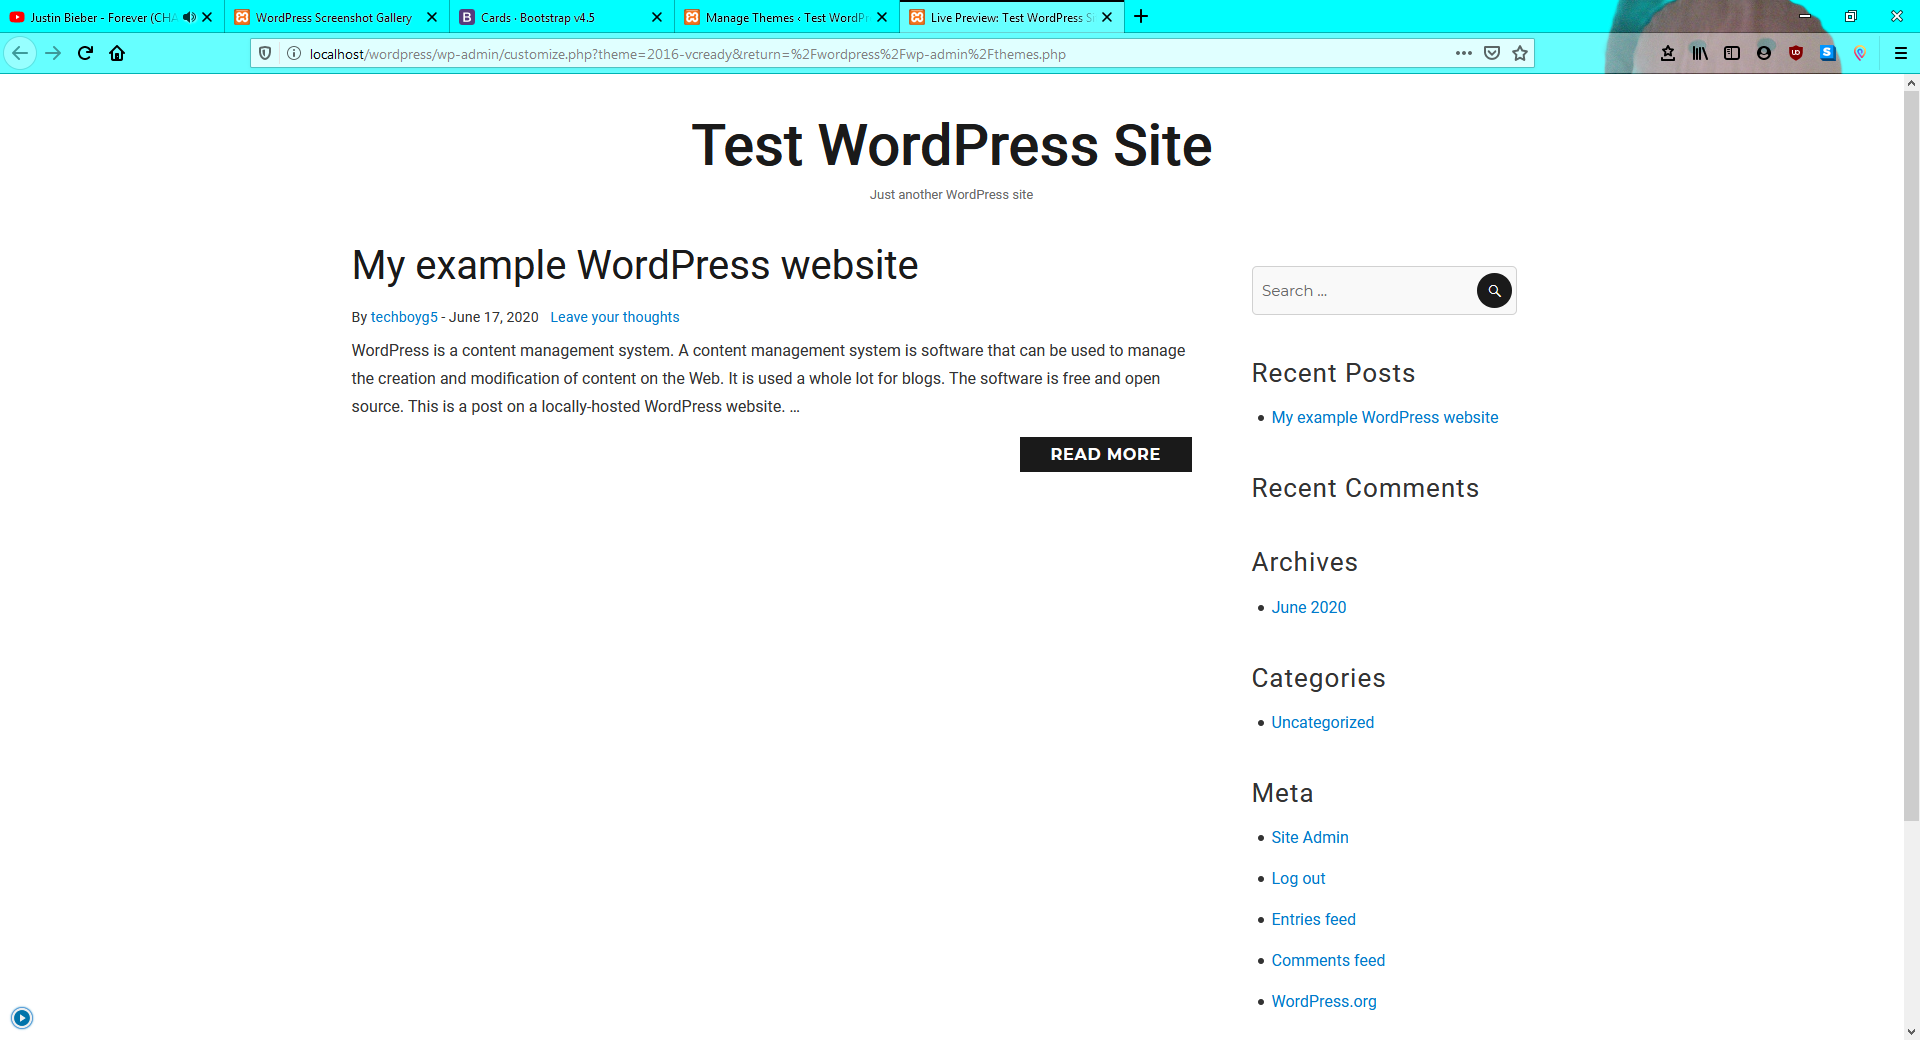 Justin Bieber - Forever (CHA
WordPress Screenshot Gallery
Cards · Bootstrap v4.5
Manage Themes ‹ Test WordPr
Live Preview: Test WordPress Si
localhost/wordpress/wp-admin/customize.php?theme=2016-vcready&return=%2Fwordpress%2Fwp-admin%2Fthemes.php
Test WordPress Site
Just another WordPress site
My example WordPress website
By techboyg5 - June 17, 2020 Leave your thoughts
WordPress is a content management system. A content management system is software that can be used to manage
the creation and modification of content on the Web. It is used a whole lot for blogs. The software is free and open
source. This is a post on a locally-hosted WordPress website. …
READ MORE
Search …
Recent Posts
My example WordPress website
Recent Comments
Archives
June 2020
Categories
Uncategorized
Meta
Site Admin
Log out
Entries feed
Comments feed
WordPress.org